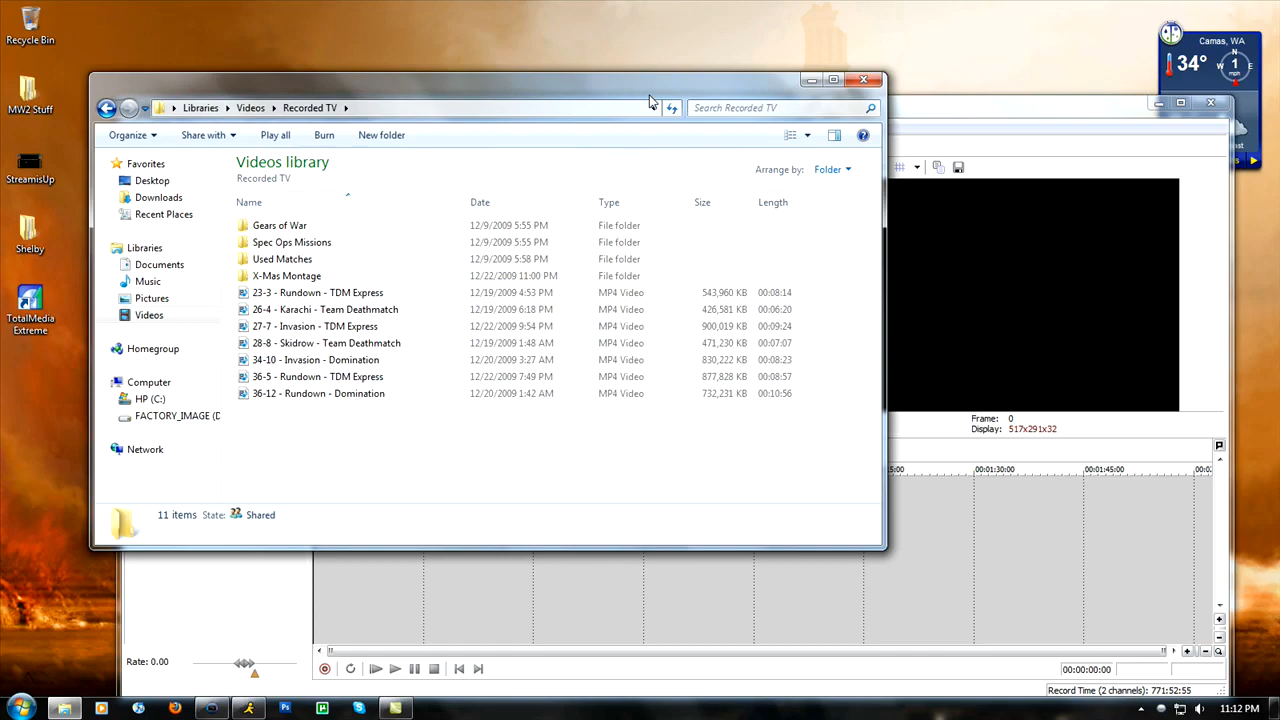 Recycle Bin
MW2 Stuff
StreamisUp
Shelby
TotalMedia
Extreme
Camas, WA
34°
N
W
E
S
1
mph
Libraries
Videos
Recorded TV
Search Recorded TV
Organize
Share with
Play all
Burn
New folder
Favorites
Desktop
Downloads
Recent Places
Libraries
Documents
Music
Pictures
Videos
Homegroup
Computer
HP (C:)
FACTORY_IMAGE (D
Network
Videos library
Recorded TV
Arrange by: Folder
Name Date Type Size Length
Gears of War 12/9/2009 5:55 PM File folder
Spec Ops Missions 12/9/2009 5:55 PM File folder
Used Matches 12/9/2009 5:58 PM File folder
X-Mas Montage 12/22/2009 11:00 PM File folder
23-3 - Rundown - TDM Express 12/19/2009 4:53 PM MP4 Video 543,960 KB 00:08:14
26-4 - Karachi - Team Deathmatch 12/19/2009 6:18 PM MP4 Video 426,581 KB 00:06:20
27-7 - Invasion - TDM Express 12/22/2009 9:54 PM MP4 Video 900,019 KB 00:09:24
28-8 - Skidrow - Team Deathmatch 12/19/2009 1:48 AM MP4 Video 471,230 KB 00:07:07
34-10 - Invasion - Domination 12/20/2009 3:27 AM MP4 Video 830,222 KB 00:08:23
36-5 - Rundown - TDM Express 12/22/2009 7:49 PM MP4 Video 877,828 KB 00:08:57
36-12 - Rundown - Domination 12/20/2009 1:42 AM MP4 Video 732,231 KB 00:10:56
11 items State: Shared
Frame: 0
Display: 517x291x32
00:01:30:00
00:01:45:00
Rate: 0.00
00:00:00:00
Record Time (2 channels): 771:52:55
11:12 PM